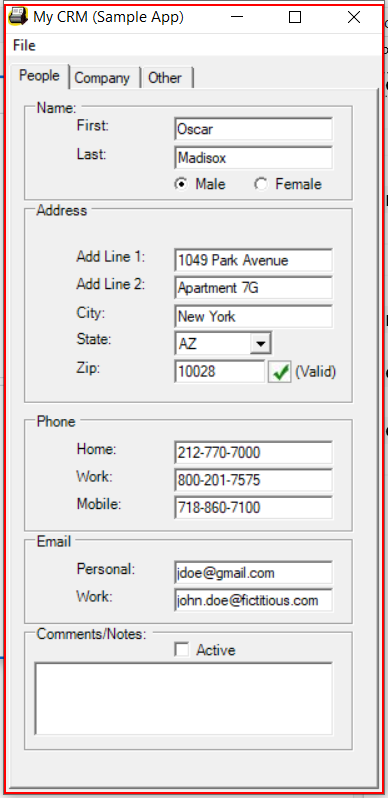 My CRM (Sample App)
File
People Company Other
Name:
First: Oscar
Last: Madisox
Male Female
Address
Add Line 1: 1049 Park Avenue
Add Line 2: Apartment 7G
City: New York
State: AZ
Zip: 10028 (Valid)
Phone
Home: 212-770-7000
Work: 800-201-7575
Mobile: 718-860-7100
Email
Personal: jdoe@gmail.com
Work: john.doe@fictitious.com
Comments/Notes:
Active